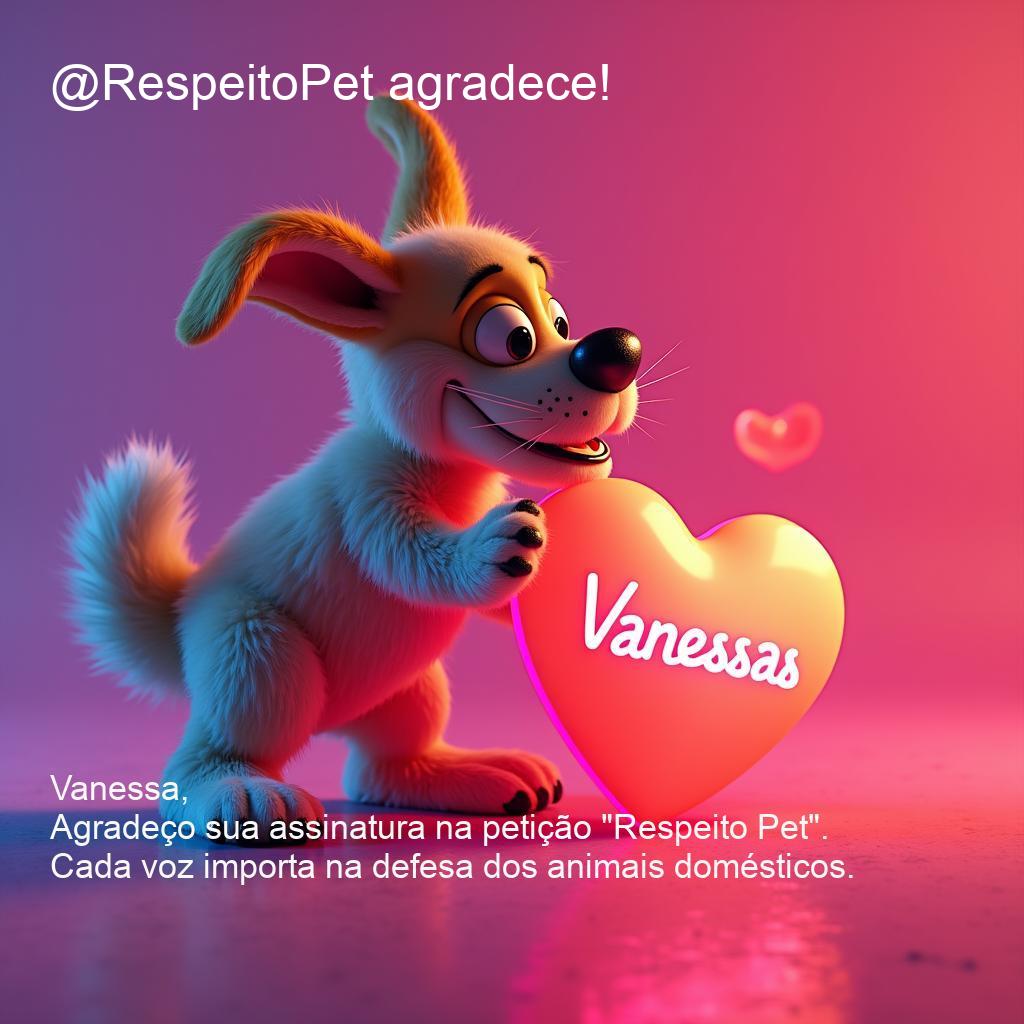 @RespeitoPet agradece!
Vanessas
Vanessa,
Agradeço sua assinatura na petição "Respeito Pet".
Cada voz importa na defesa dos animais domésticos.